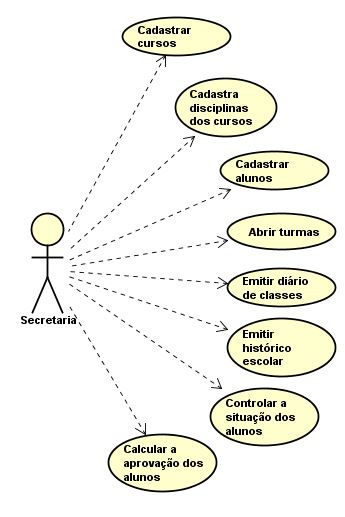 Cadastrar
cursos
Cadastra
disciplinas
dos cursos
Cadastrar
alunos
Abrir turmas
Emitir diário
de classes
Secretaria
Emitir
histórico
escolar
Controlar a
situação dos
alunos
Calcular a
aprovação dos
alunos